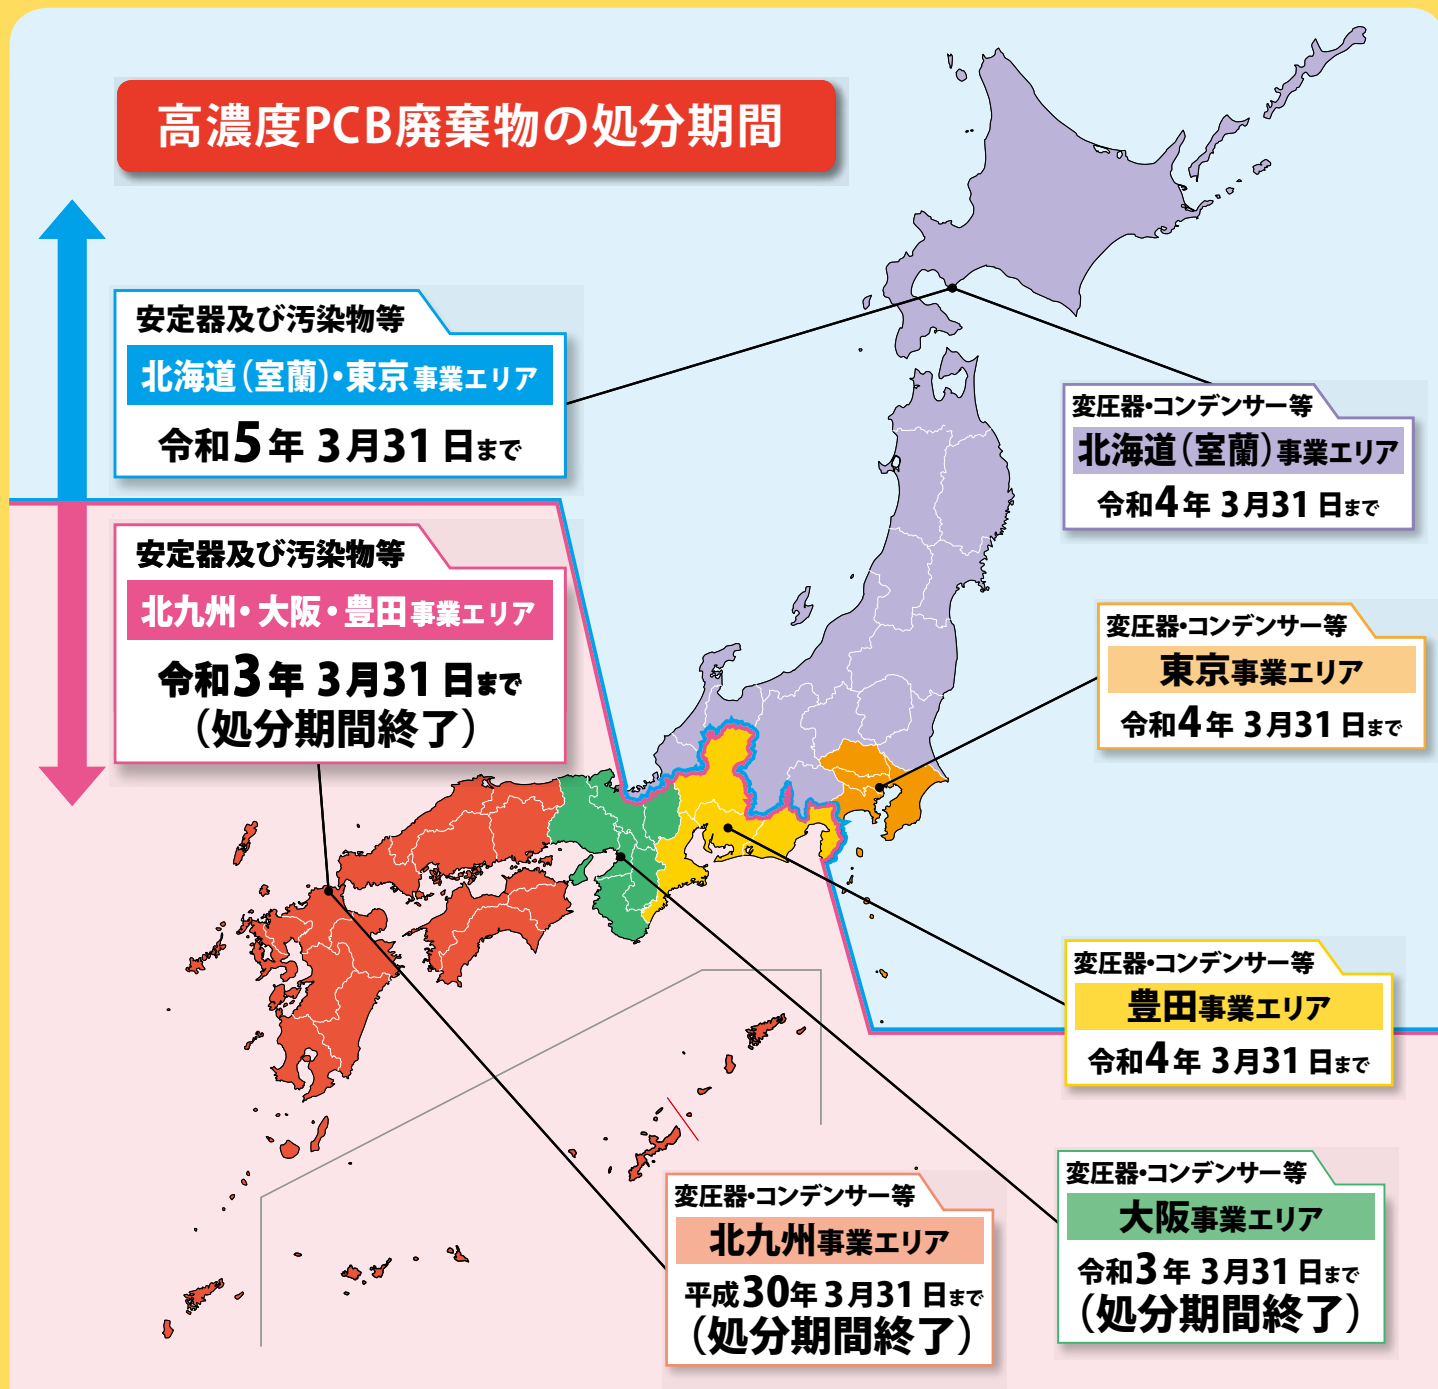 高濃度PCB廃棄物の処分期間
安定器及び汚染物等
北海道(室蘭)・東京事業エリア
令和5年 3月31日まで
安定器及び汚染物等
北九州・大阪・豊田事業エリア
令和3年 3月31日まで
(処分期間終了)
変圧器・コンデンサー等
北海道(室蘭)事業エリア
令和4年 3月31日まで
変圧器・コンデンサー等
東京事業エリア
令和4年 3月31日まで
変圧器・コンデンサー等
豊田事業エリア
令和4年 3月31日まで
変圧器・コンデンサー等
大阪事業エリア
令和3年 3月31日まで
(処分期間終了)
変圧器・コンデンサー等
北九州事業エリア
平成30年 3月31日まで
(処分期間終了)